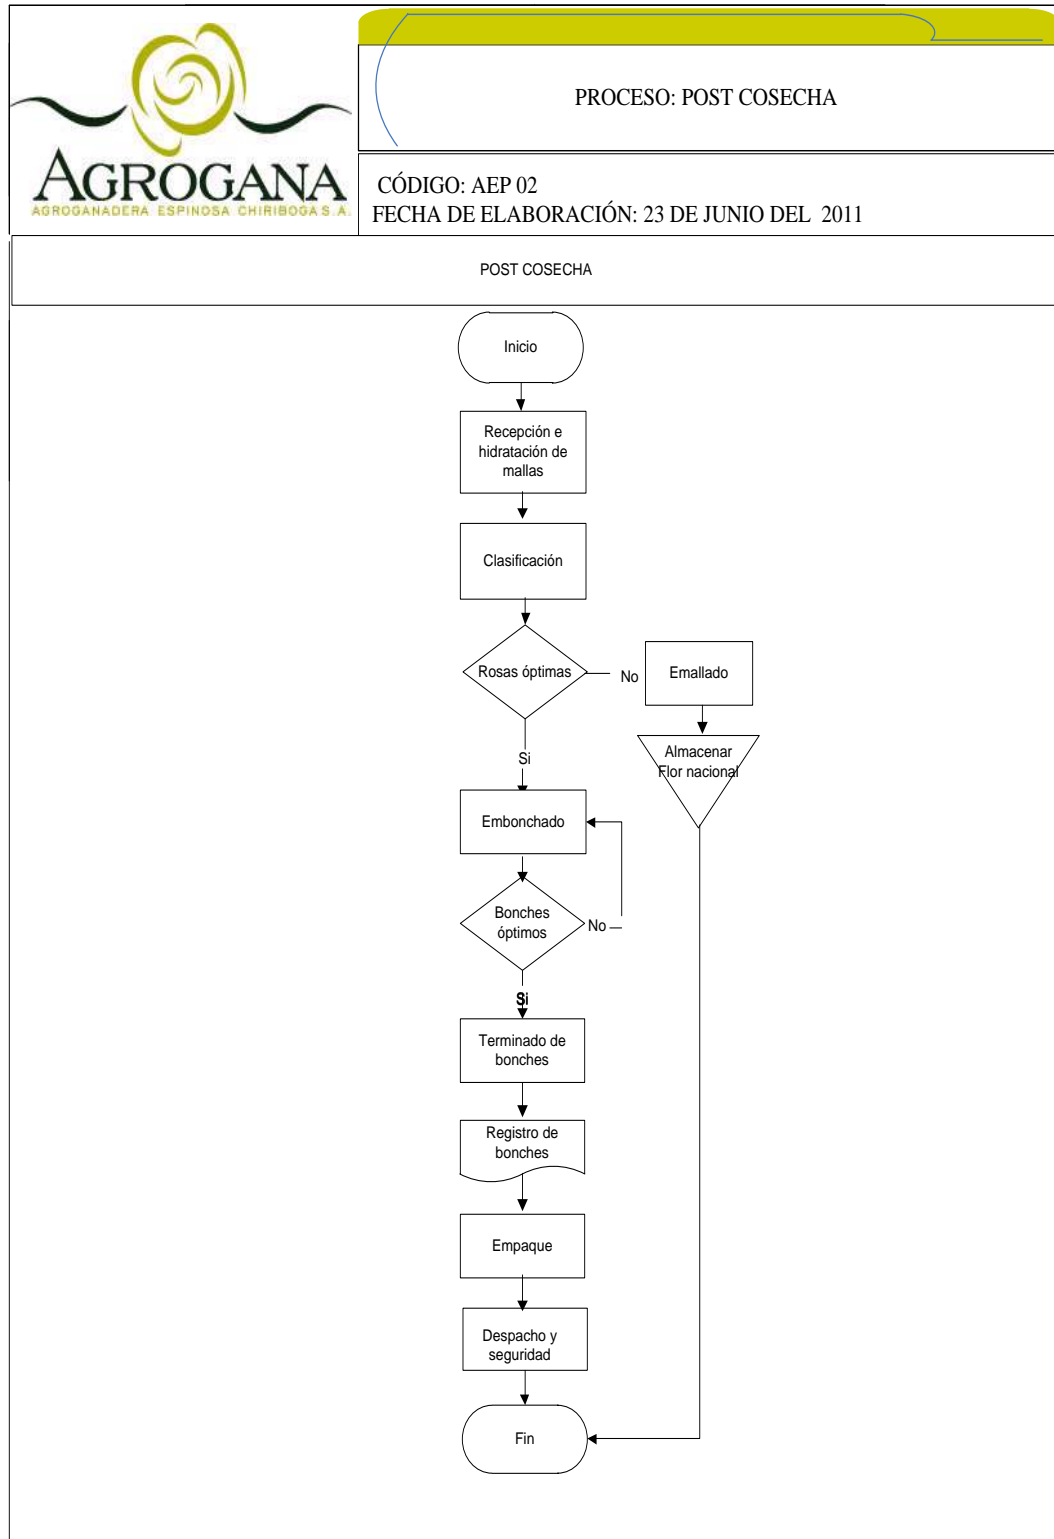 AGROGANA
AGROGANADERA ESPINOSA CHIRIBOGA S.A.
PROCESO: POST COSECHA
CÓDIGO: AEP 02
FECHA DE ELABORACIÓN: 23 DE JUNIO DEL 2011
POST COSECHA
Inicio
Recepción e
hidratación de
mallas
Clasificación
Rosas óptimas
No
Emallado
Almacenar
Flor nacional
Si
Embonchado
Bonches
óptimos
No
Si
Terminado de
bonches
Registro de
bonches
Empaque
Despacho y
seguridad
Fin